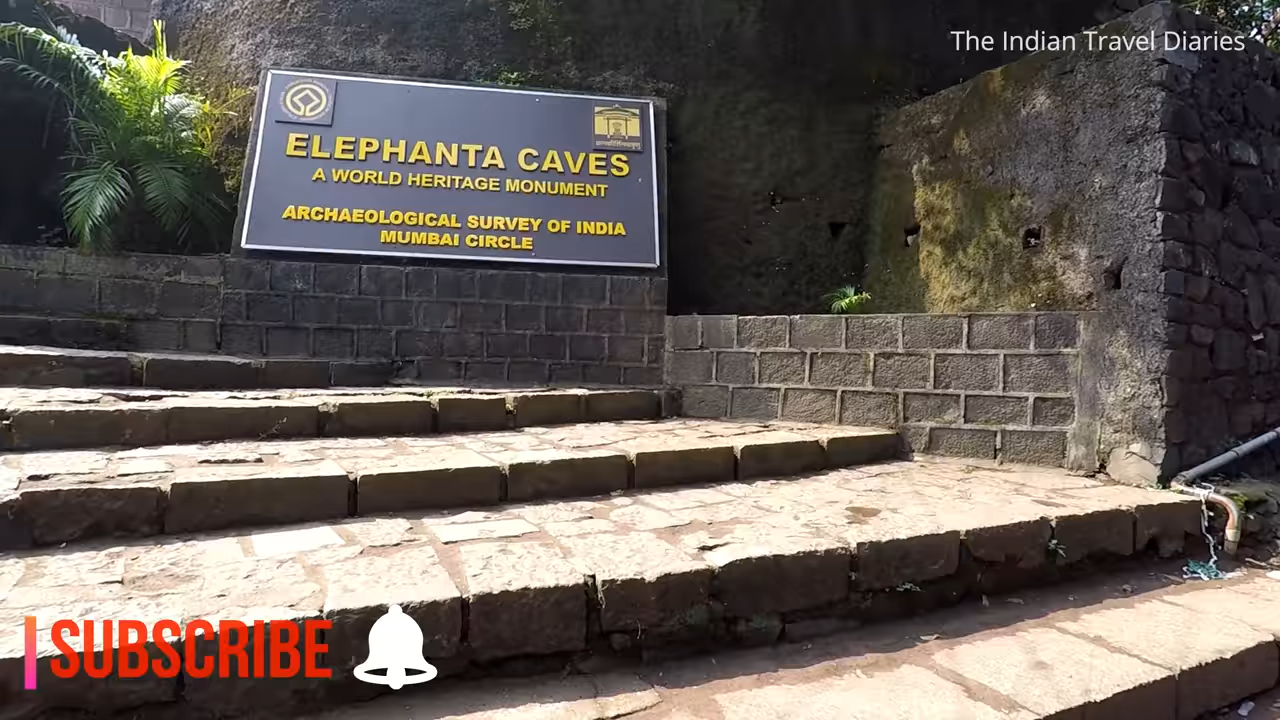 The Indian Travel Diaries
ELEPHANTA CAVES
A WORLD HERITAGE MONUMENT
ARCHAEOLOGICAL SURVEY OF INDIA
MUMBAI CIRCLE
SUBSCRIBE